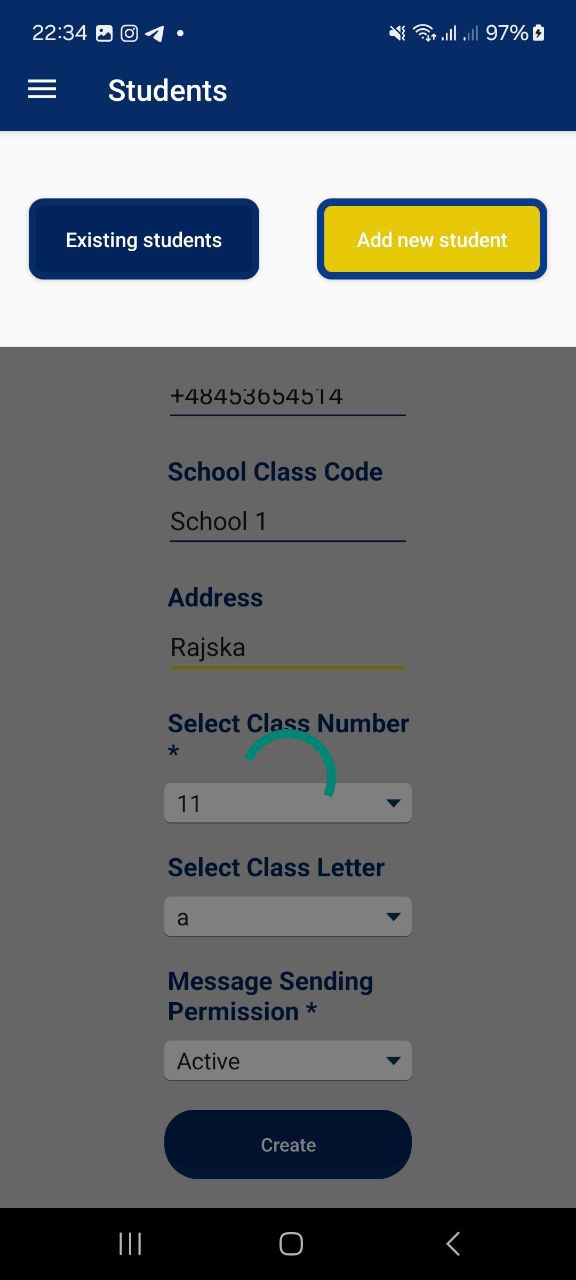 22:34
97%
Students
Existing students
Add new student
+48453654514
School Class Code
School 1
Address
Rajska
Select Class Number
*
11
Select Class Letter
a
Message Sending
Permission *
Active
Create